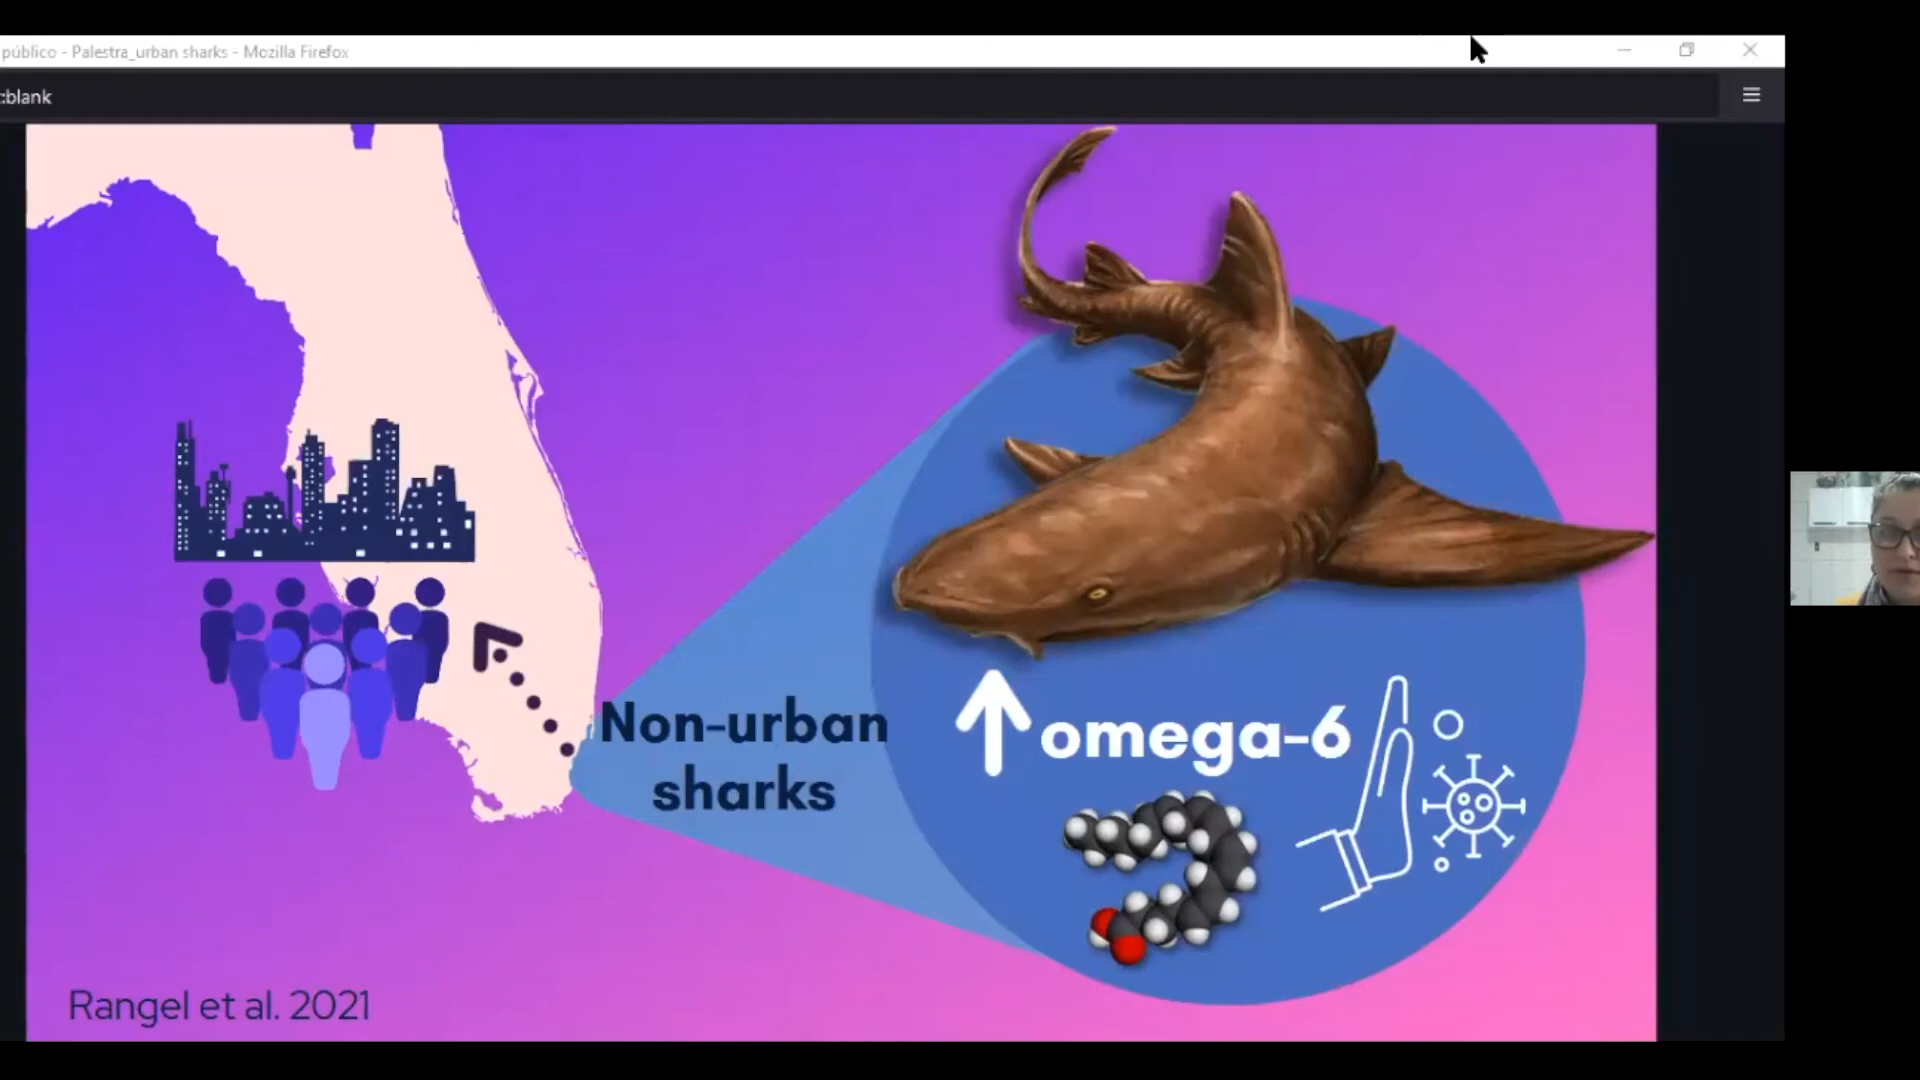 público - Palestra_urban sharks - Mozilla Firefox
:blank
Non-urban
sharks
omega-6
Rangel et al. 2021